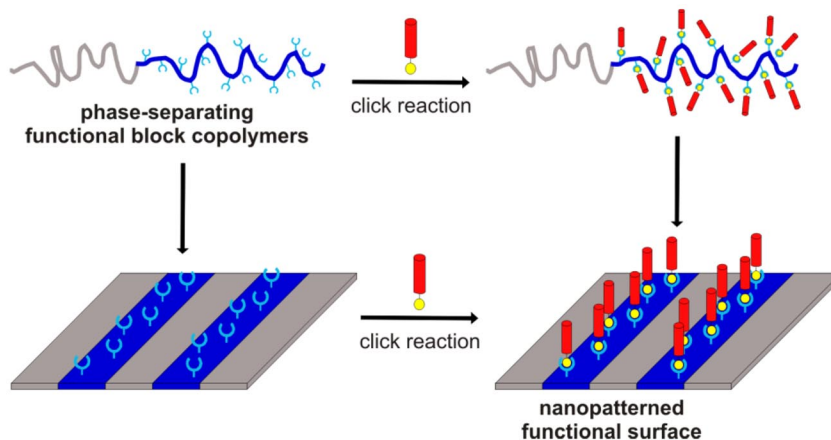 phase-separating
functional block copolymers
click reaction
click reaction
nanopatterned
functional surface